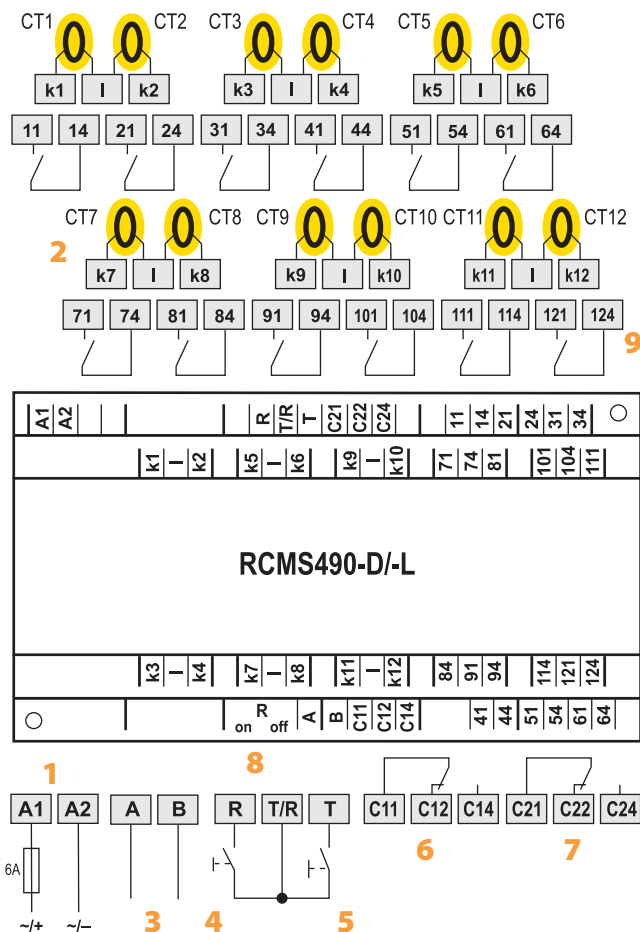 CT1 CT2 CT3 CT4 CT5 CT6
k1 I k2 k3 I k4 k5 I k6
11 14 21 24 31 34 41 44 51 54 61 64
CT7 CT8 CT9 CT10 CT11 CT12
2
k7 I k8 k9 I k10 k11 I k12
71 74 81 84 91 94 101 104 111 114 121 124
9
A1 A2 R T/R T C21 C22 C24 11 14 21 24 31 34
k1 I k2 k5 I k6 k9 I k10 71 74 81 101 104 111
RCMS490-D/-L
k3 I k4 k7 I k8 k11 I k12 84 91 94 114 121 124
on R off A B C11 C12 C14 41 44 51 54 61 64
1 8
A1 A2 A B R T/R T C11 C12 C14 C21 C22 C24
6 7
6A
3 4 5
~/+ ~/–